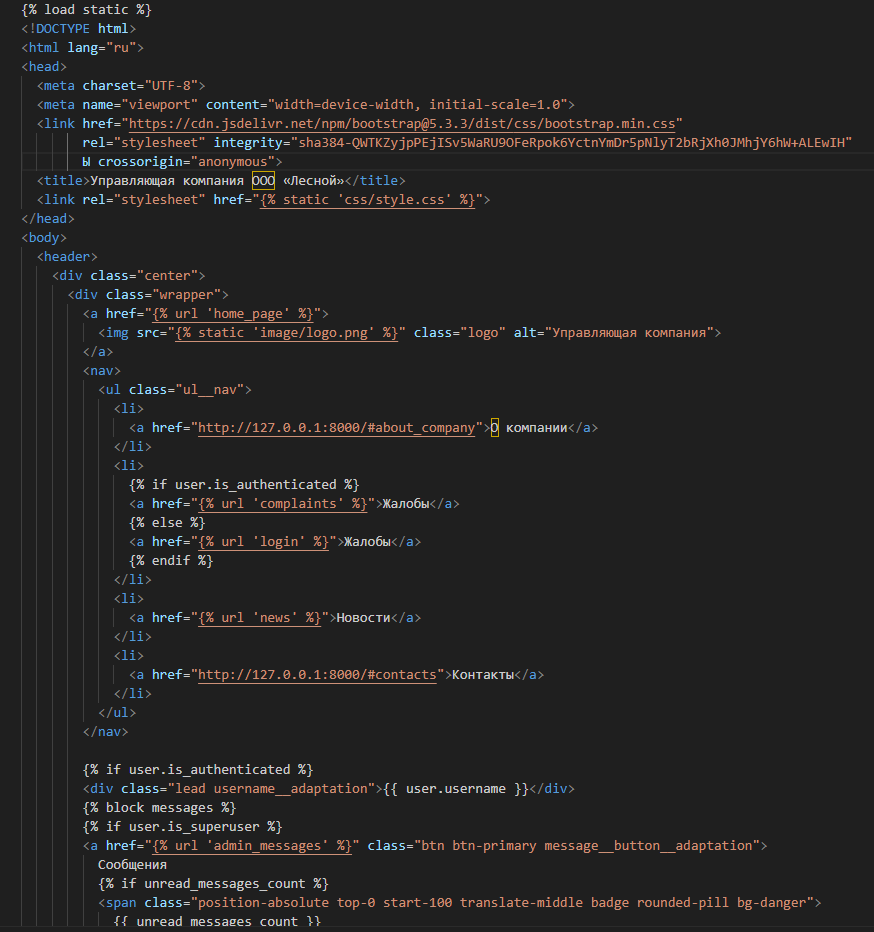 {% load static %}
<!DOCTYPE html>
<html lang="ru">
<head>
<meta charset="UTF-8">
<meta name="viewport" content="width=device-width, initial-scale=1.0">
<link href="https://cdn.jsdelivr.net/npm/bootstrap@5.3.3/dist/css/bootstrap.min.css"
rel="stylesheet" integrity="sha384-QWTKZyjpPEjISv5WaRU9OFeRpok6YctnYmDr5pNlyT2bRjXh0JMhjY6hW+ALEwIH"
Ы crossorigin="anonymous">
<title>Управляющая компания ООО «Лесной»</title>
<link rel="stylesheet" href="{% static 'css/style.css' %}">
</head>
<body>
<header>
<div class="center">
<div class="wrapper">
<a href="{% url 'home_page' %}">
<img src="{% static 'image/logo.png' %}" class="logo" alt="Управляющая компания">
</a>
<nav>
<ul class="ul__nav">
<li>
<a href="http://127.0.0.1:8000/#about_company">О компании</a>
</li>
<li>
{% if user.is_authenticated %}
<a href="{% url 'complaints' %}">Жалобы</a>
{% else %}
<a href="{% url 'login' %}">Жалобы</a>
{% endif %}
</li>
<li>
<a href="{% url 'news' %}">Новости</a>
</li>
<li>
<a href="http://127.0.0.1:8000/#contacts">Контакты</a>
</li>
</ul>
</nav>
{% if user.is_authenticated %}
<div class="lead username__adaptation">{{ user.username }}</div>
{% block messages %}
{% if user.is_superuser %}
<a href="{% url 'admin_messages' %}" class="btn btn-primary message__button__adaptation">
Сообщения
{% if unread_messages_count %}
<span class="position-absolute top-0 start-100 translate-middle badge rounded-pill bg-danger">
{{ unread_messages_count }}